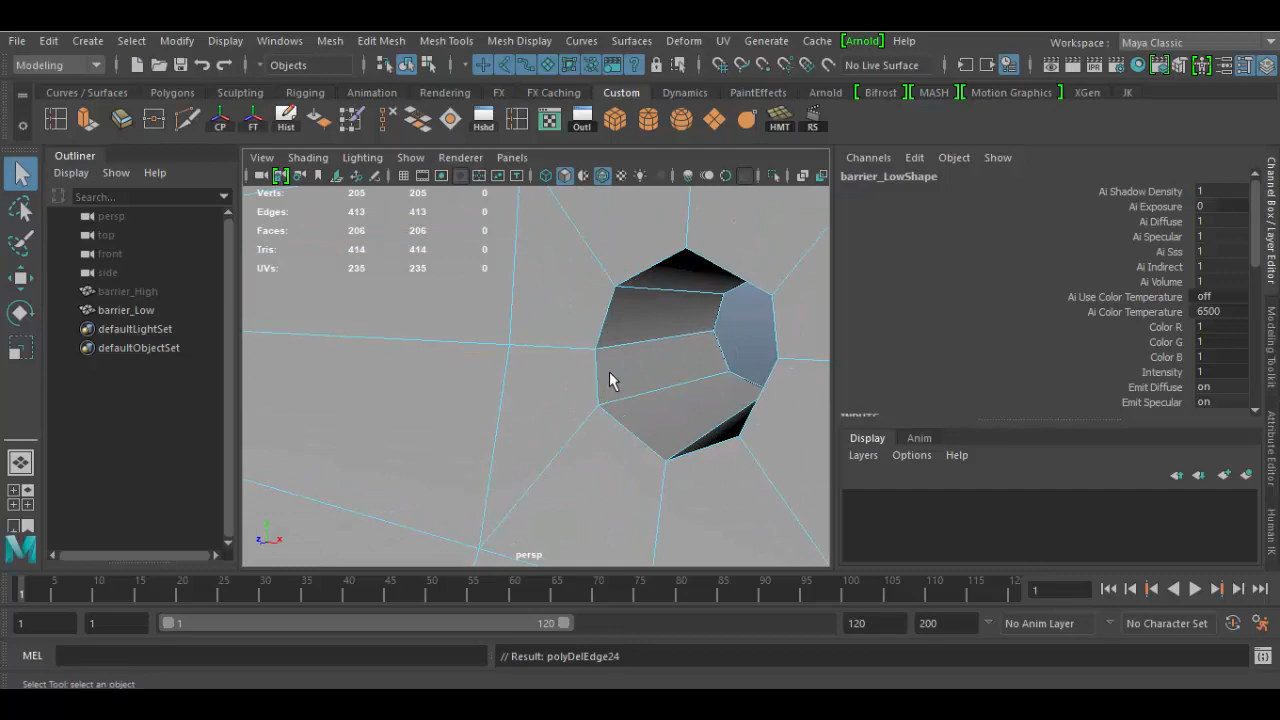 File Edit Create Select Modify Display Windows Mesh Edit Mesh Mesh Tools Mesh Display Curves Surfaces Deform UV Generate Cache [Arnold] Help Workspace: Maya Classic
Modeling Objects No Live Surface
Curves / Surfaces Polygons Sculpting Rigging Animation Rendering FX FX Caching Custom Dynamics PaintEffects Arnold Bifrost MASH Motion Graphics XGen JK
CP FT Hist Hshd Outl HMT RS
Outliner
Display Show Help
Search...
persp
top
front
side
barrier_High
barrier_Low
defaultLightSet
defaultObjectSet
View Shading Lighting Show Renderer Panels
Verts: 205 205 0
Edges: 413 413 0
Faces: 206 206 0
Tris: 414 414 0
UVs: 235 235 0
y
z x
persp
Channels Edit Object Show
barrier_LowShape
Ai Shadow Density 1
Ai Exposure 0
Ai Diffuse 1
Ai Specular 1
Ai Sss 1
Ai Indirect 1
Ai Volume 1
Ai Use Color Temperature off
Ai Color Temperature 6500
Color R 1
Color G 1
Color B 1
Intensity 1
Emit Diffuse on
Emit Specular on
Display Anim
Layers Options Help
Channel Box / Layer Editor
Modeling Toolkit
Attribute Editor
Human IK
1 5 10 15 20 25 30 35 40 45 50 55 60 65 70 75 80 85 90 95 100 105 110 115 12
1
1 1 1 120 120 200 No Anim Layer No Character Set
MEL // Result: polyDelEdge24
Select Tool: select an object